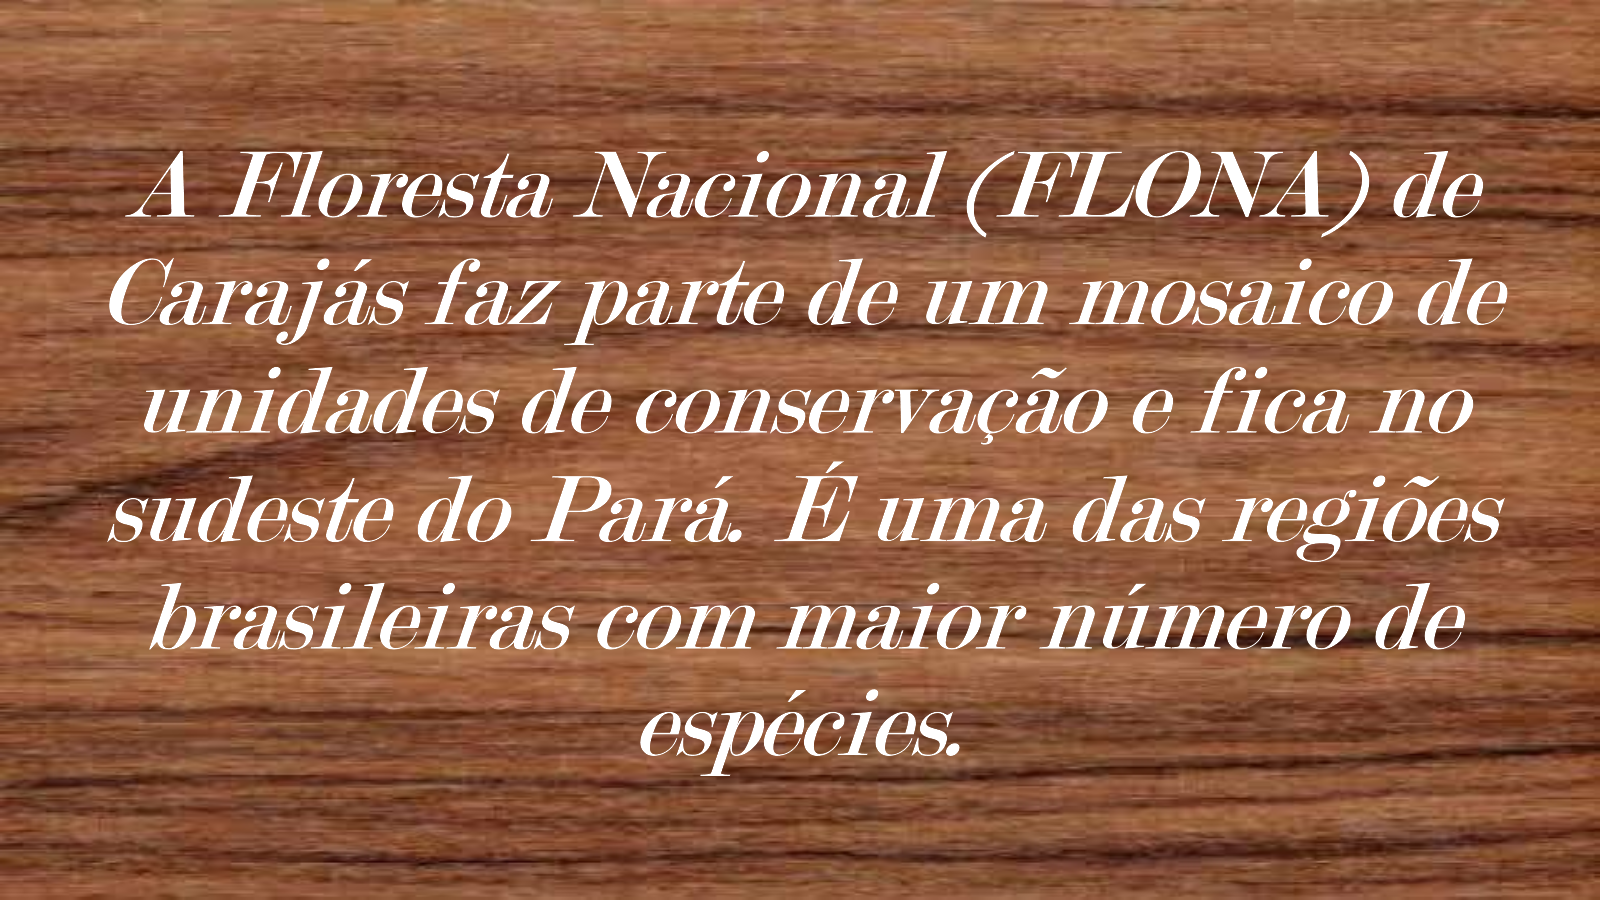 A Floresta Nacional (FLONA) de
Carajás faz parte de um mosaico de
unidades de conservação e fica no
sudeste do Pará. É uma das regiões
brasileiras com maior número de
espécies.